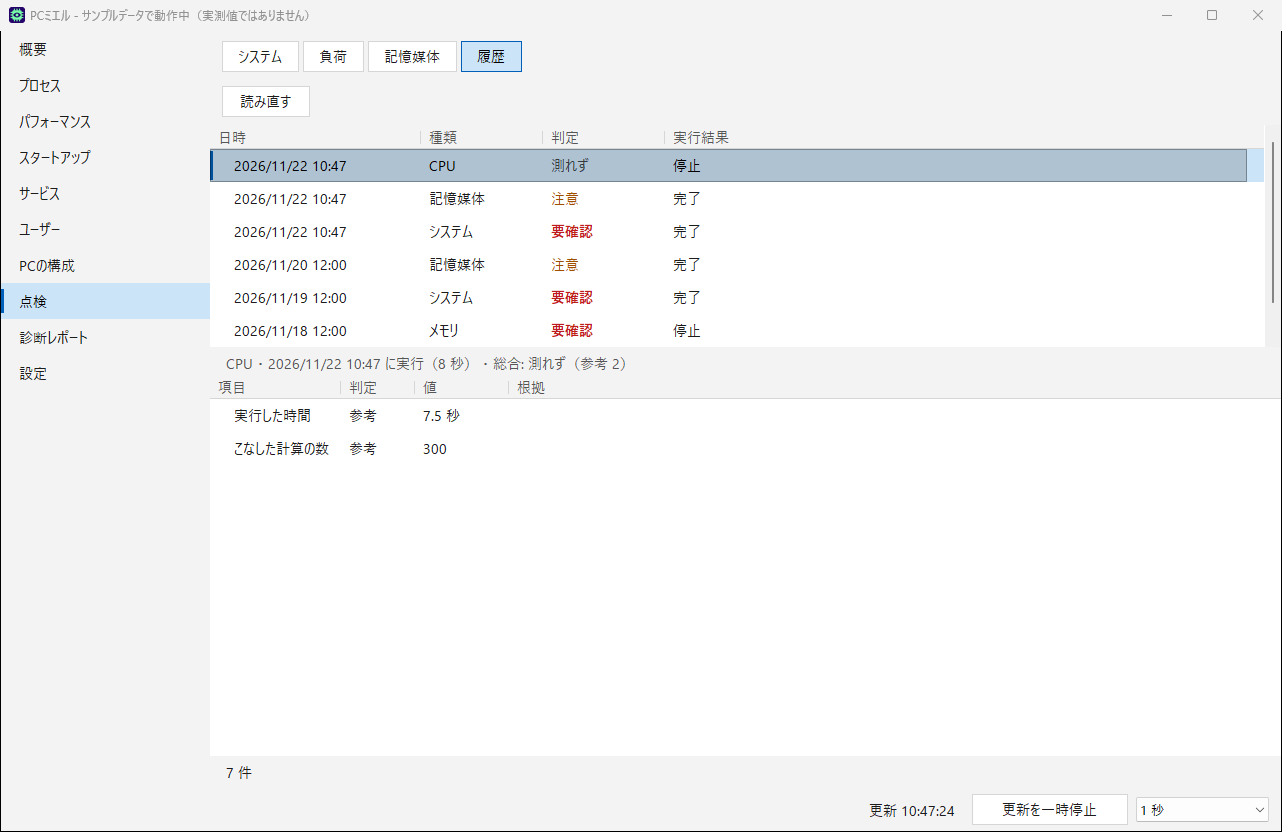 PCミエル - サンプルデータで動作中（実測値ではありません）
概要
プロセス
パフォーマンス
スタートアップ
サービス
ユーザー
PCの構成
点検
診断レポート
設定
システム 負荷 記憶媒体 履歴
読み直す
日時 種類 判定 実行結果
2026/11/22 10:47 CPU 測れず 停止
2026/11/22 10:47 記憶媒体 注意 完了
2026/11/22 10:47 システム 要確認 完了
2026/11/20 12:00 記憶媒体 注意 完了
2026/11/19 12:00 システム 要確認 完了
2026/11/18 12:00 メモリ 要確認 停止
CPU・2026/11/22 10:47 に実行（8 秒）・総合: 測れず（参考 2）
項目 判定 値 根拠
実行した時間 参考 7.5 秒
こなした計算の数 参考 300
7 件
更新 10:47:24 更新を一時停止 1 秒